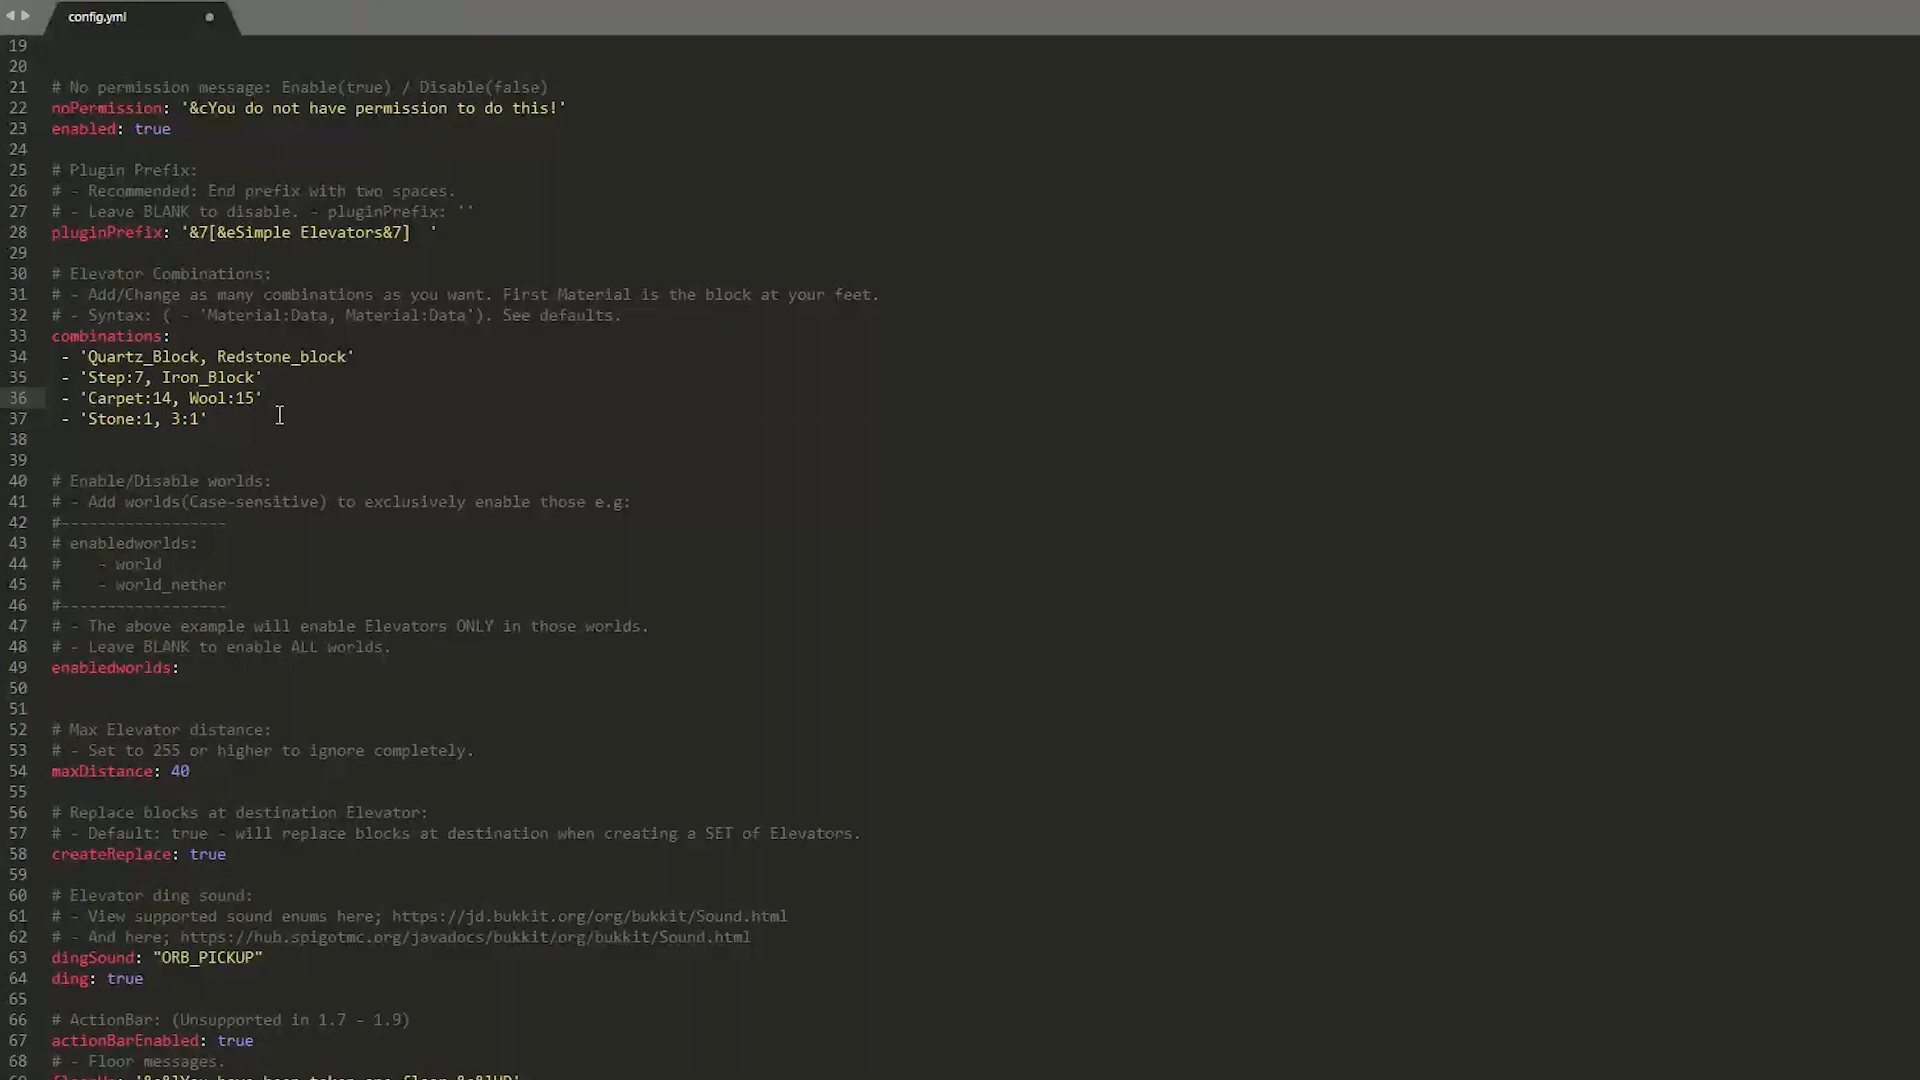 config.yml
19
20
21 # No permission message: Enable(true) / Disable(false)
22 noPermission: '&cYou do not have permission to do this!'
23 enabled: true
24
25 # Plugin Prefix:
26 # - Recommended: End prefix with two spaces.
27 # - Leave BLANK to disable. - pluginPrefix: ''
28 pluginPrefix: '&7[&eSimple Elevators&7]  '
29
30 # Elevator Combinations:
31 # - Add/Change as many combinations as you want. First Material is the block at your feet.
32 # - Syntax: ( - 'Material:Data, Material:Data'). See defaults.
33 combinations:
34  - 'Quartz_Block, Redstone_block'
35  - 'Step:7, Iron_Block'
36  - 'Carpet:14, Wool:15'
37  - 'Stone:1, 3:1'
38
39
40 # Enable/Disable worlds:
41 # - Add worlds(Case-sensitive) to exclusively enable those e.g:
42 #------------------
43 # enabledworlds:
44 #    - world
45 #    - world_nether
46 #------------------
47 # - The above example will enable Elevators ONLY in those worlds.
48 # - Leave BLANK to enable ALL worlds.
49 enabledworlds:
50
51
52 # Max Elevator distance:
53 # - Set to 255 or higher to ignore completely.
54 maxDistance: 40
55
56 # Replace blocks at destination Elevator:
57 # - Default: true - will replace blocks at destination when creating a SET of Elevators.
58 createReplace: true
59
60 # Elevator ding sound:
61 # - View supported sound enums here; https://jd.bukkit.org/org/bukkit/Sound.html
62 # - And here; https://hub.spigotmc.org/javadocs/bukkit/org/bukkit/Sound.html
63 dingSound: "ORB_PICKUP"
64 ding: true
65
66 # ActionBar: (Unsupported in 1.7 - 1.9)
67 actionBarEnabled: true
68 # - Floor messages.
69 floorUp: '&a&lYou have been taken one floor &e&lUP'